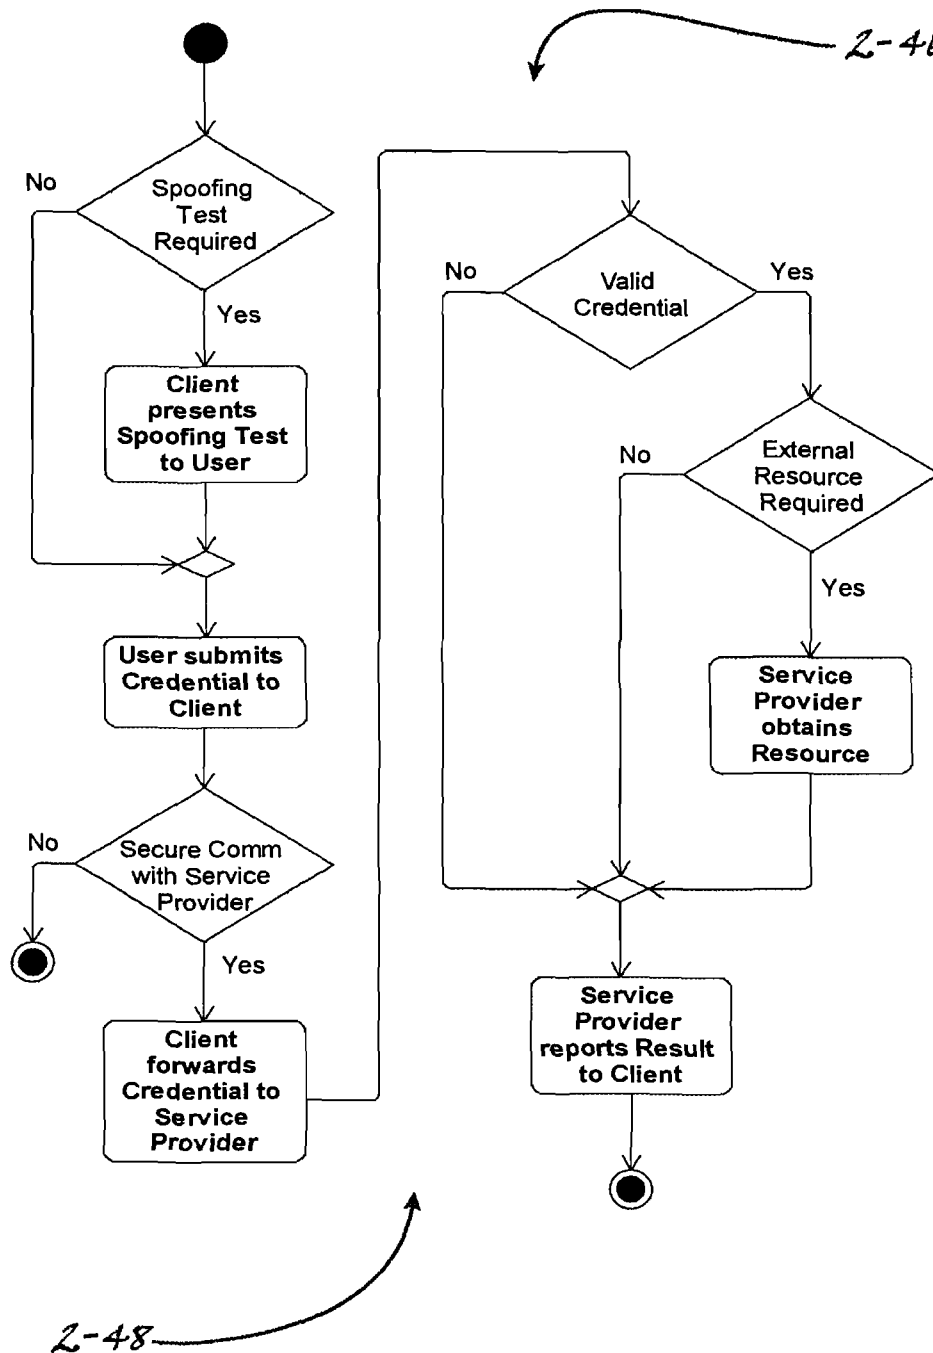 No
Spoofing
Test
Required
Yes
Client
presents
Spoofing Test
to User
User submits
Credential to
Client
No
Secure Comm
with Service
Provider
Yes
Client
forwards
Credential to
Service
Provider
2-48
No
Valid
Credential
Yes
No
External
Resource
Required
Yes
Service
Provider
obtains
Resource
Service
Provider
reports Result
to Client